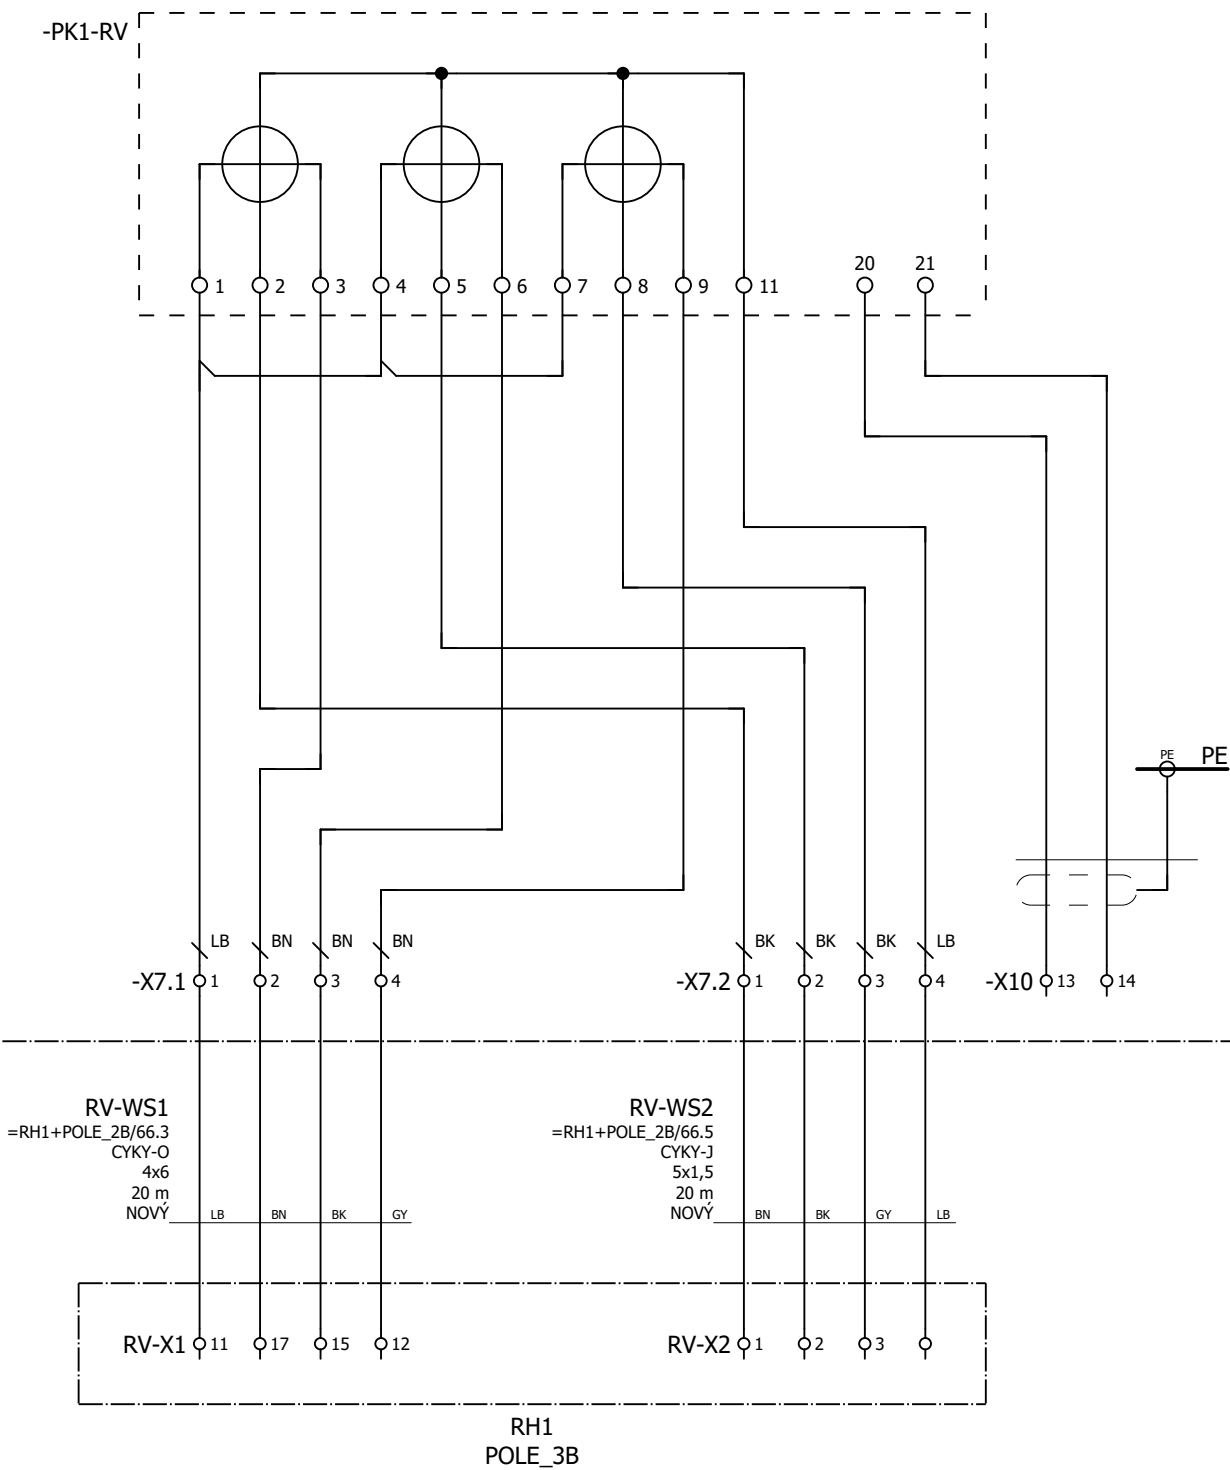 -PK1-RV
20 21
1 2 3 4 5 6 7 8 9 11
PE PE
LB BN BN BN BK BK BK LB
-X7.1 1 2 3 4 -X7.2 1 2 3 4 -X10 13 14
RV-WS1
=RH1+POLE_2B/66.3
CYKY-O
4x6
20 m
NOVÝ
LB BN BK GY
RV-WS2
=RH1+POLE_2B/66.5
CYKY-J
5x1,5
20 m
NOVÝ
BN BK GY LB
RV-X1 11 17 15 12 RV-X2 1 2 3
RH1
POLE_3B